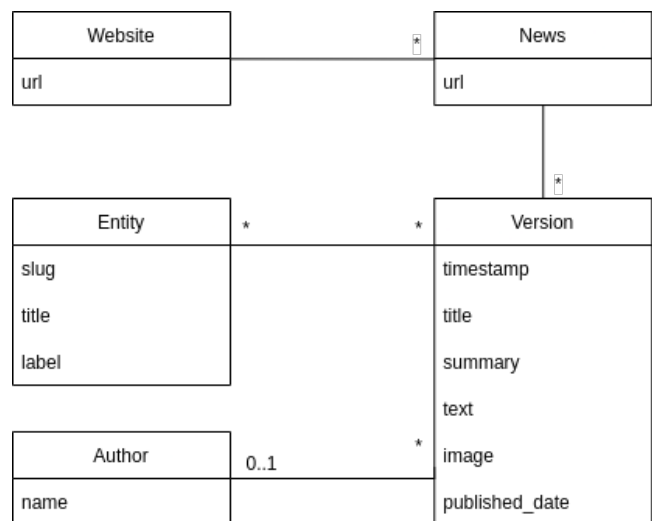 Website
url
*
News
url
*
Entity
slug
title
label
*
*
Version
timestamp
title
summary
text
image
published_date
Author
name
0..1
*